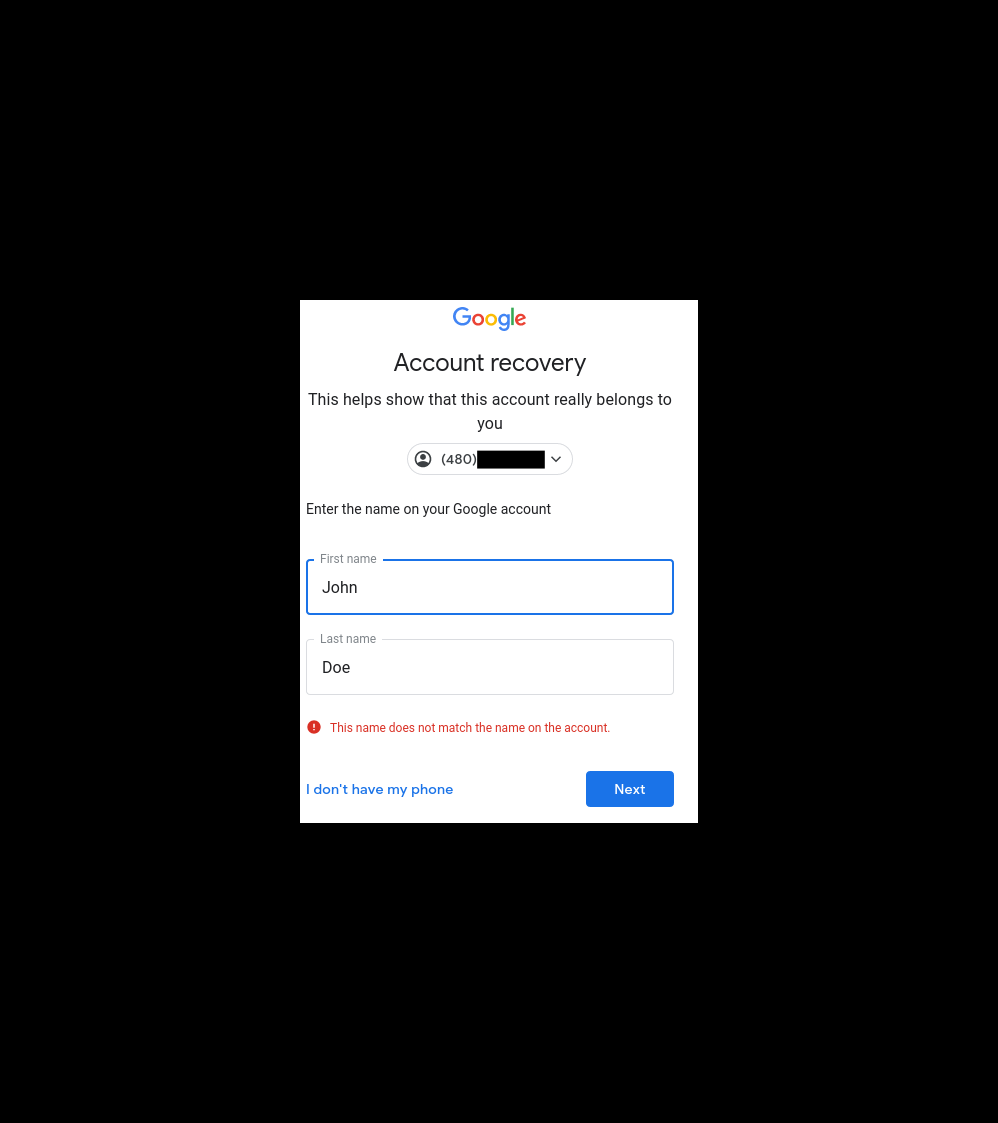 Google
Account recovery
This helps show that this account really belongs to
you
(480)
Enter the name on your Google account
First name
John
Last name
Doe
This name does not match the name on the account.
I don't have my phone
Next